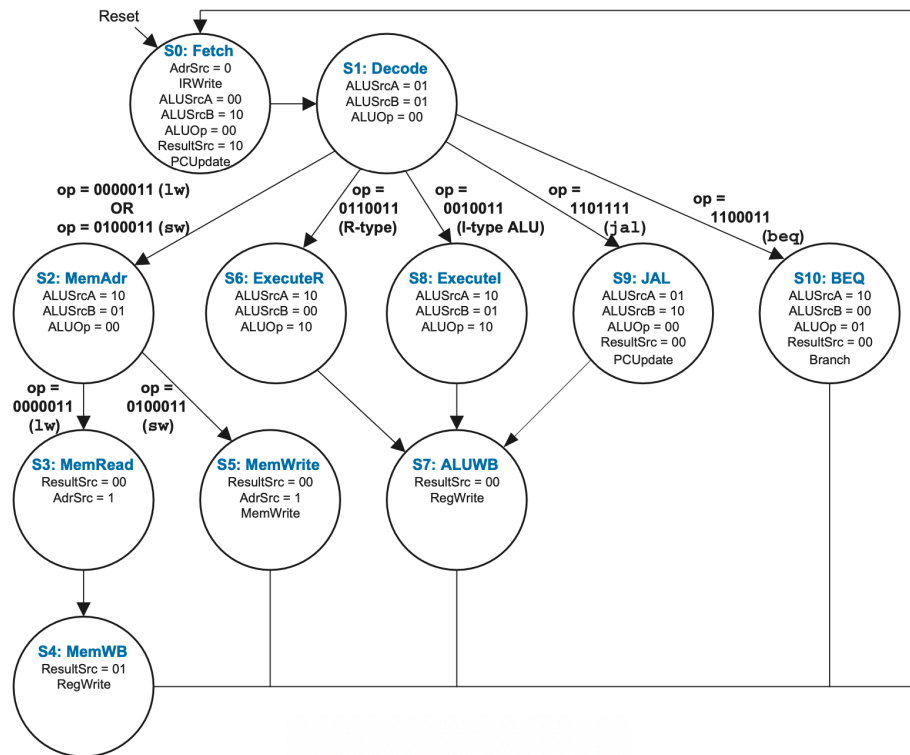 Reset
S0: Fetch
AdrSrc = 0
IRWrite
ALUSrcA = 00
ALUSrcB = 10
ALUOp = 00
ResultSrc = 10
PCUpdate
S1: Decode
ALUSrcA = 01
ALUSrcB = 01
ALUOp = 00
op = 0000011 (lw)
OR
op = 0100011 (sw)
op =
0110011
(R-type)
op =
0010011
(I-type ALU)
op =
1101111
(jal)
op =
1100011
(beq)
S2: MemAdr
ALUSrcA = 10
ALUSrcB = 01
ALUOp = 00
S6: ExecuteR
ALUSrcA = 10
ALUSrcB = 00
ALUOp = 10
S8: ExecuteI
ALUSrcA = 10
ALUSrcB = 01
ALUOp = 10
S9: JAL
ALUSrcA = 01
ALUSrcB = 10
ALUOp = 00
ResultSrc = 00
PCUpdate
S10: BEQ
ALUSrcA = 10
ALUSrcB = 00
ALUOp = 01
ResultSrc = 00
Branch
op =
0000011
(lw)
op =
0100011
(sw)
S3: MemRead
ResultSrc = 00
AdrSrc = 1
S5: MemWrite
ResultSrc = 00
AdrSrc = 1
MemWrite
S7: ALUWB
ResultSrc = 00
RegWrite
S4: MemWB
ResultSrc = 01
RegWrite